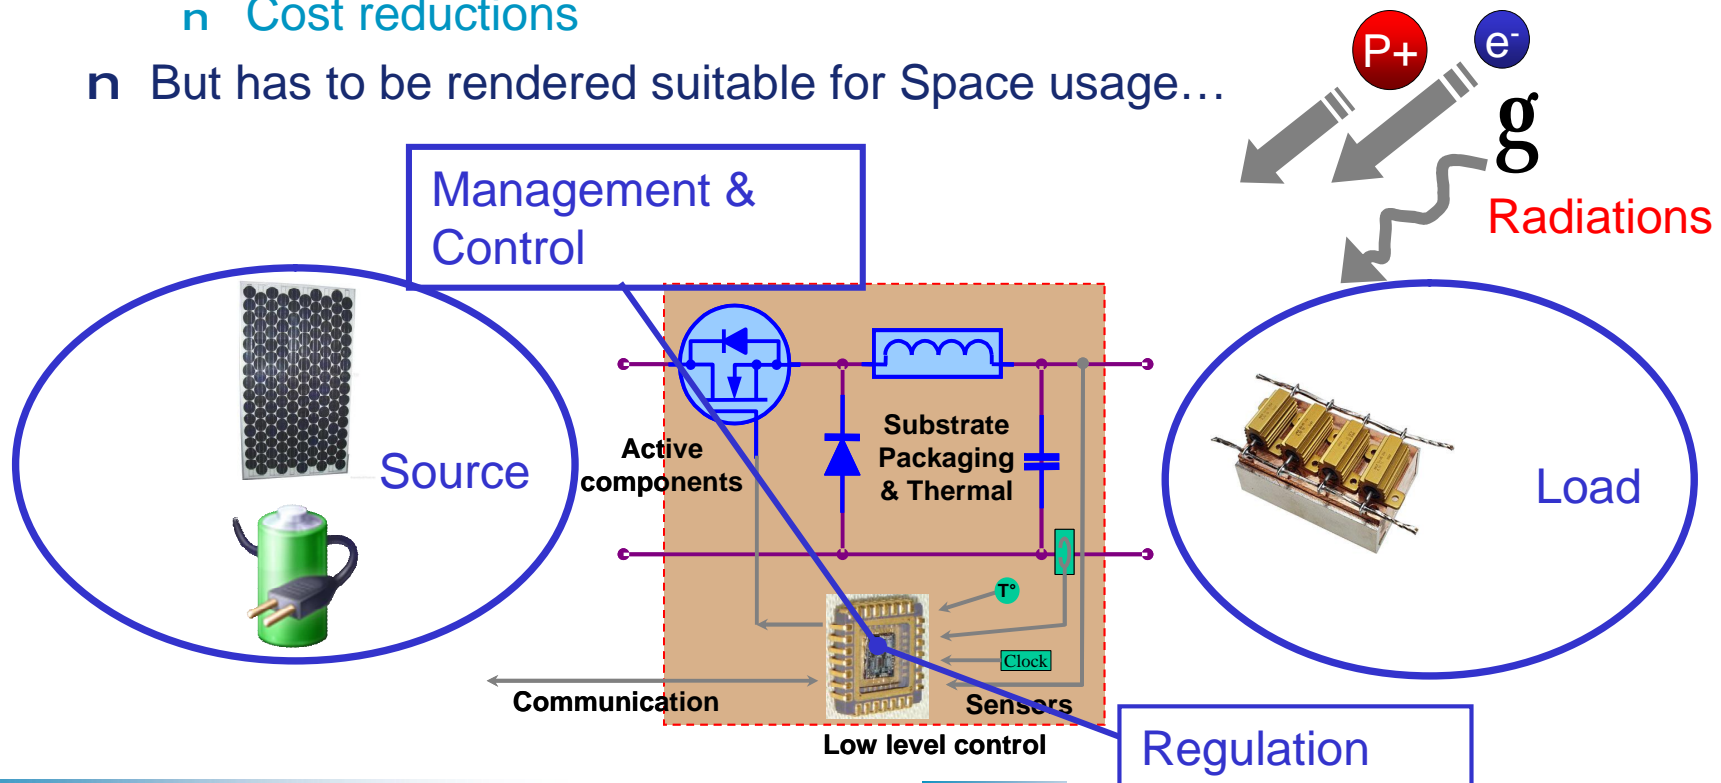 n Cost reductions
n But has to be rendered suitable for Space usage…
P+
e-
g
Radiations
Management &
Control
Source
Active
components
Substrate
Packaging
& Thermal
Load
T°
Clock
Communication
Sensors
Low level control
Regulation